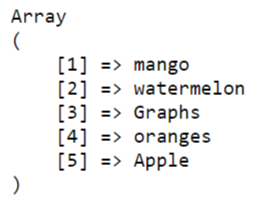 Array
(
[1] => mango
[2] => watermelon
[3] => Graphs
[4] => oranges
[5] => Apple
)